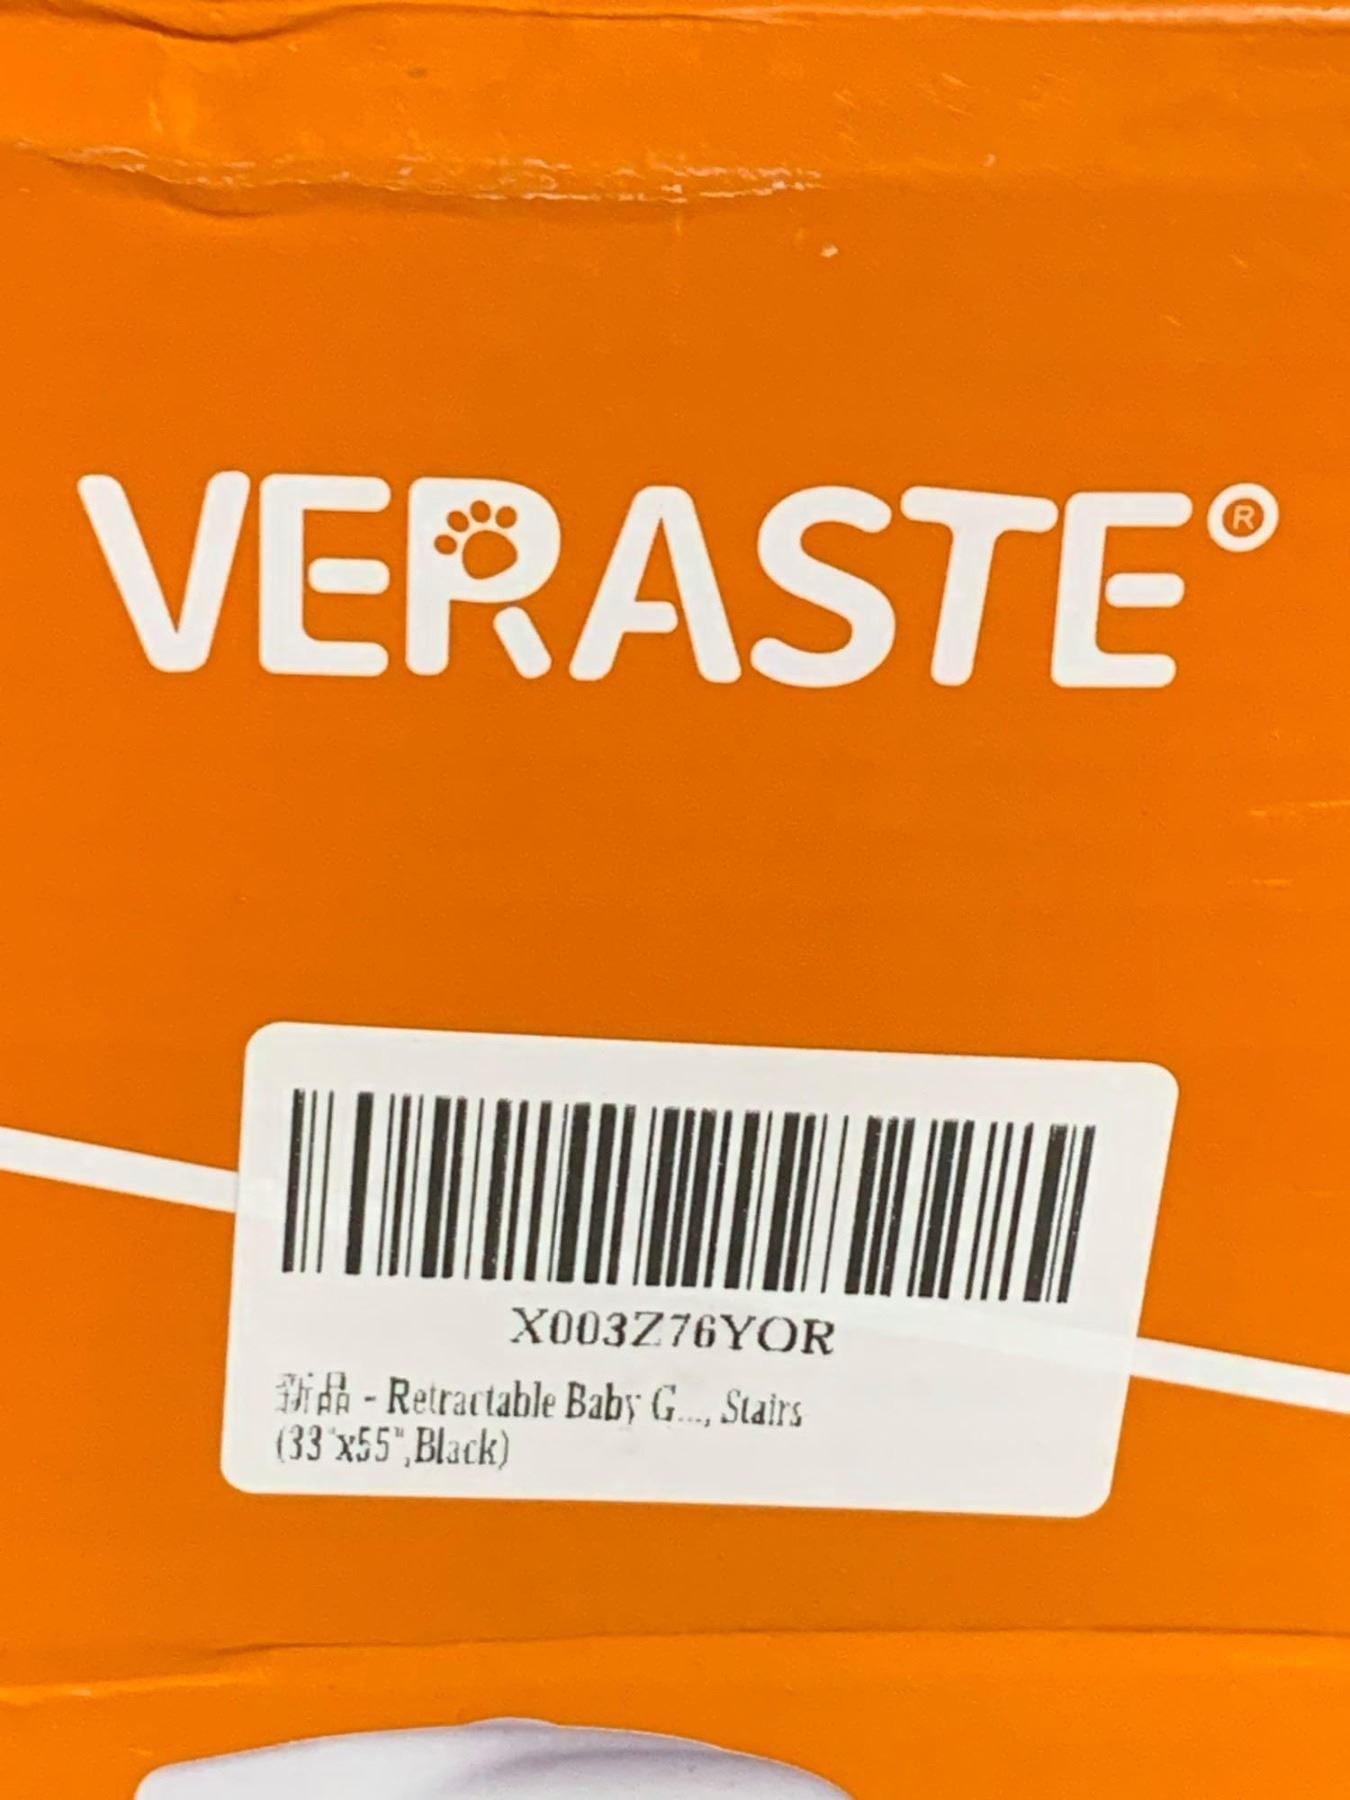 VERASTE®
X003Z76YOR
新品 - Retractable Baby G..., Stairs
(33"x55",Black)